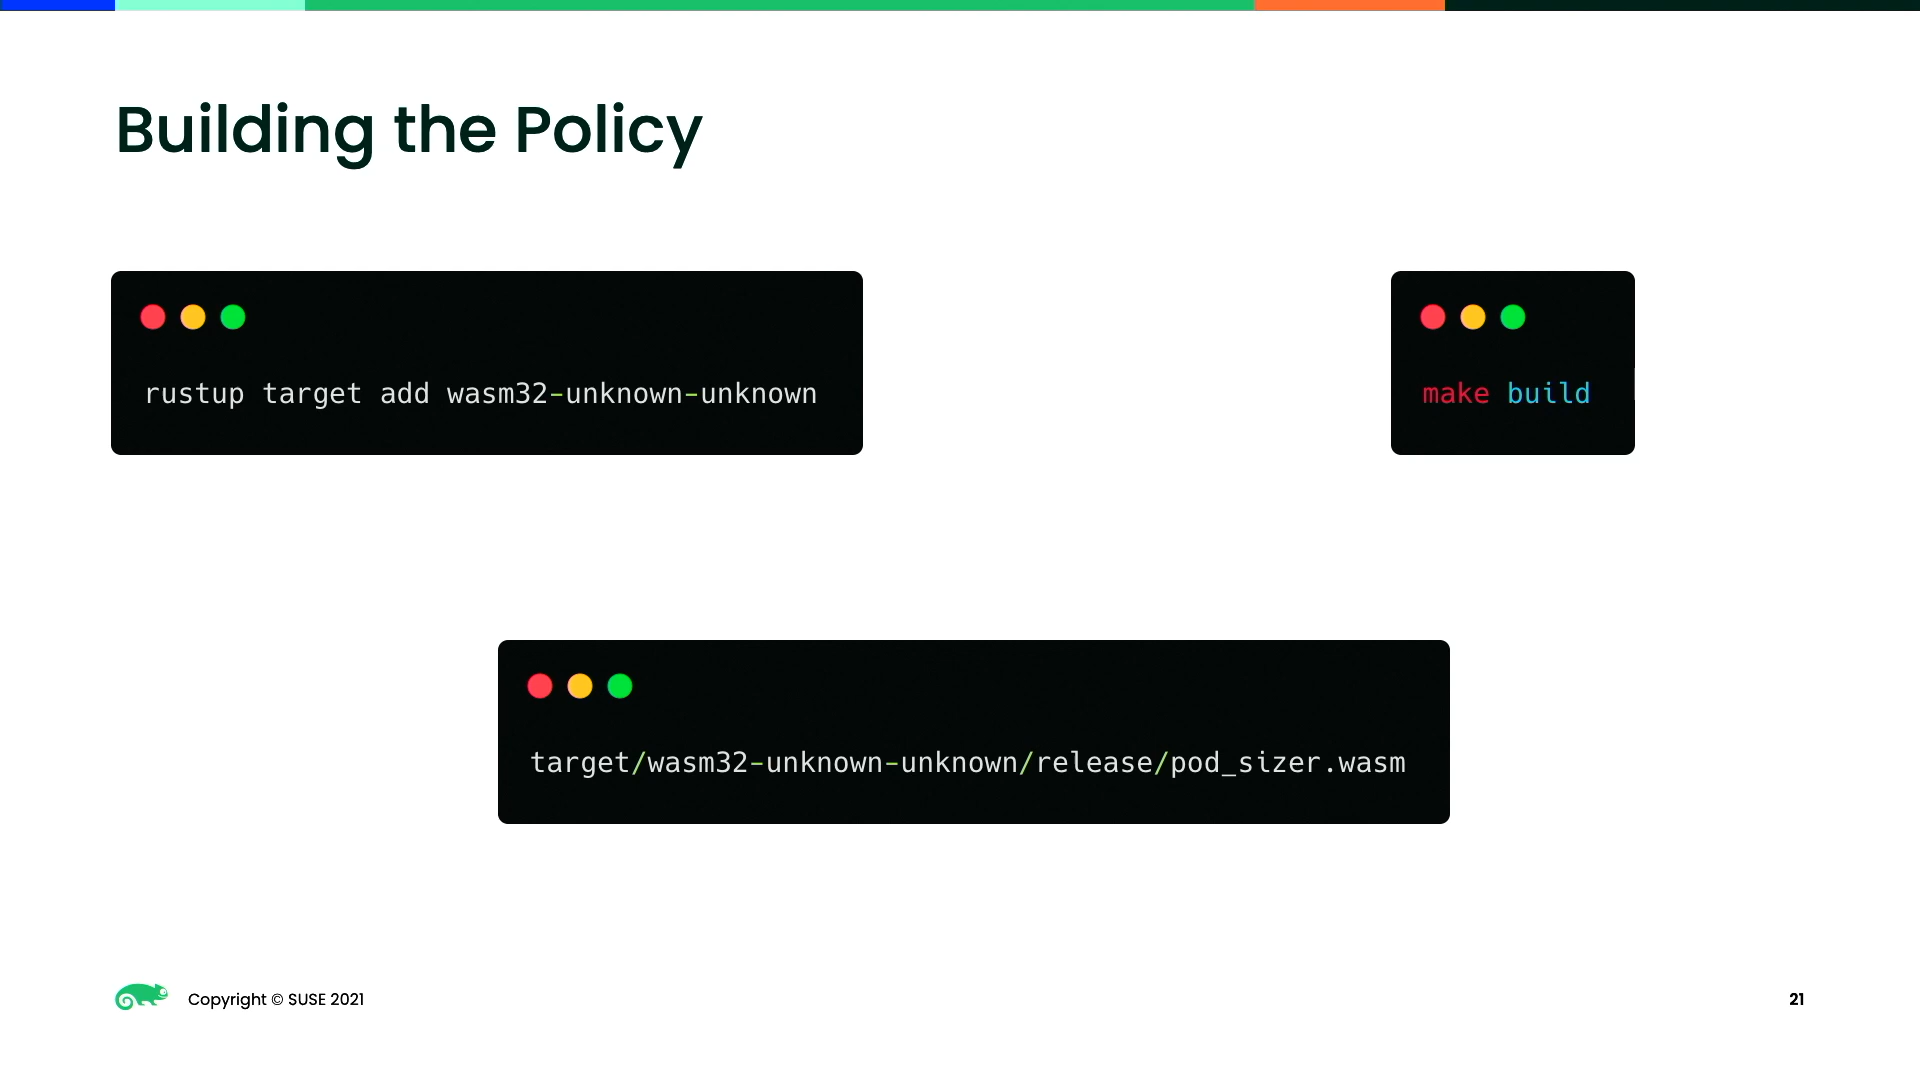 Building the Policy
rustup target add wasm32-unknown-unknown
make build
target/wasm32-unknown-unknown/release/pod_sizer.wasm
Copyright © SUSE 2021
21